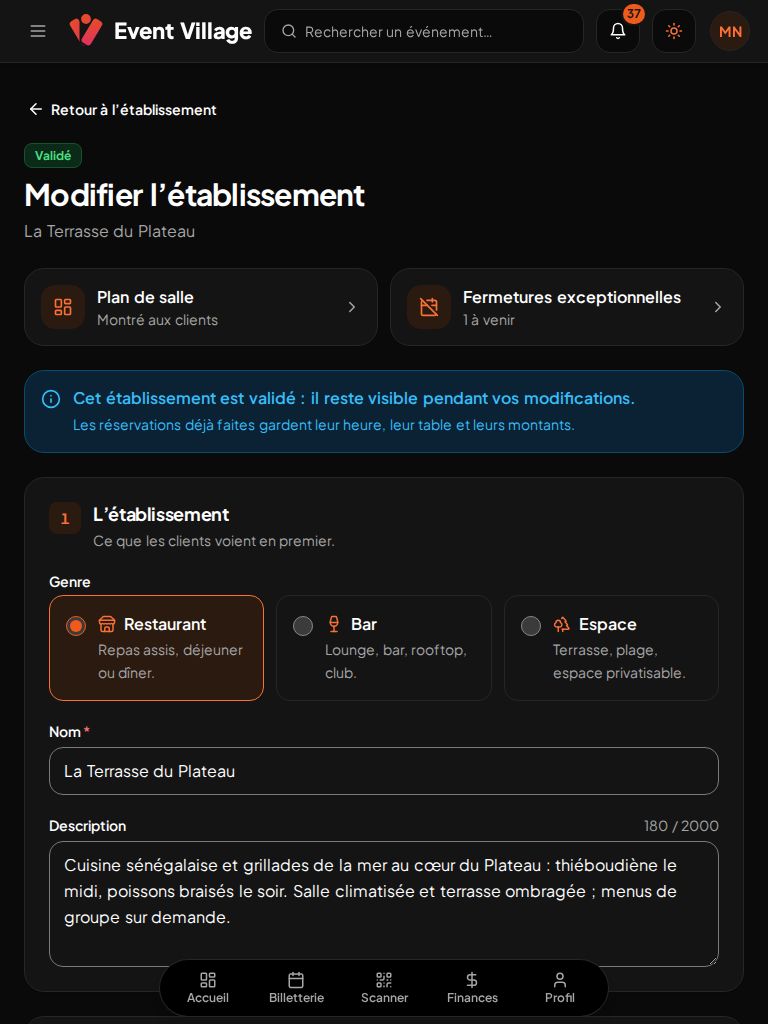 Event Village
Rechercher un événement…
37
MN
Retour à l’établissement
Validé
Modifier l’établissement
La Terrasse du Plateau
Plan de salle
Montré aux clients
Fermetures exceptionnelles
1 à venir
Cet établissement est validé : il reste visible pendant vos modifications.
Les réservations déjà faites gardent leur heure, leur table et leurs montants.
1
L’établissement
Ce que les clients voient en premier.
Genre
Restaurant
Repas assis, déjeuner
ou dîner.
Bar
Lounge, bar, rooftop,
club.
Espace
Terrasse, plage,
espace privatisable.
Nom *
La Terrasse du Plateau
Description
180 / 2000
Cuisine sénégalaise et grillades de la mer au cœur du Plateau : thiéboudiène le
midi, poissons braisés le soir. Salle climatisée et terrasse ombragée ; menus de
groupe sur demande.
Accueil
Billetterie
Scanner
Finances
Profil